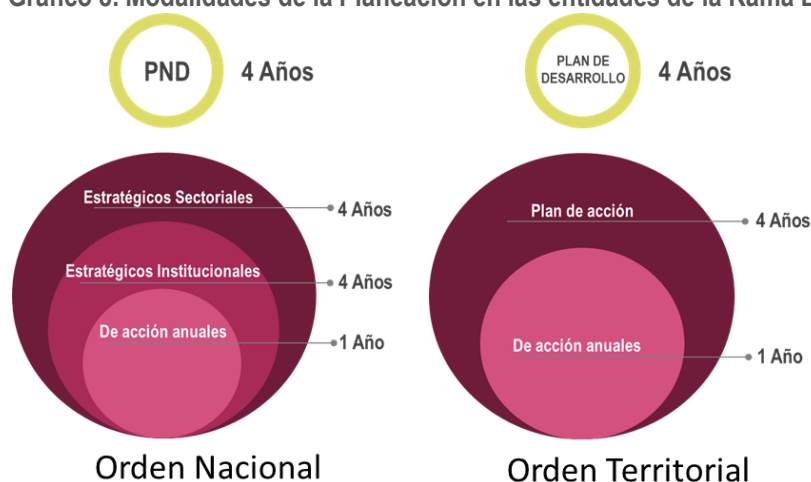 Gráfico 3. Modalidades de la Planeación en las entidades de la Rama
PND 4 Años
PLAN DE
DESARROLLO 4 Años
Estratégicos Sectoriales
4 Años
Estratégicos Institucionales
4 Años
De acción anuales
1 Año
Orden Nacional
Plan de acción
4 Años
De acción anuales
1 Año
Orden Territorial